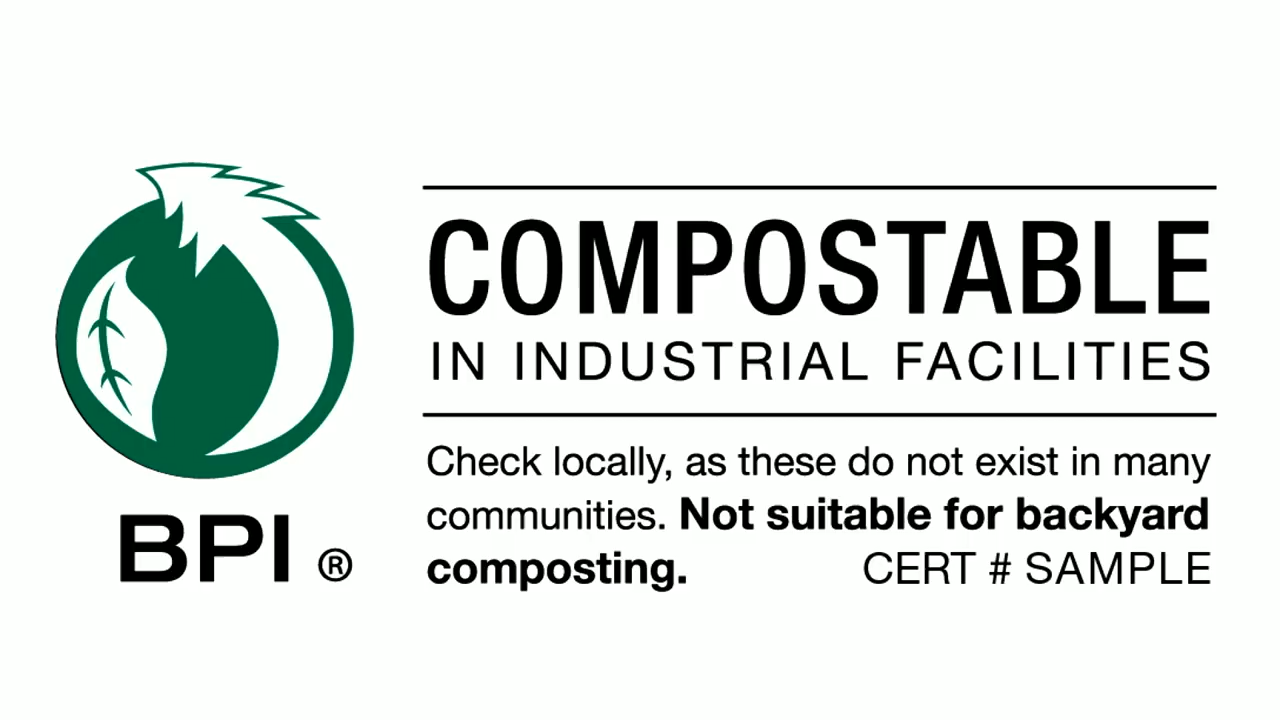 COMPOSTABLE
IN INDUSTRIAL FACILITIES
Check locally, as these do not exist in many
communities. Not suitable for backyard
composting. CERT # SAMPLE
BPI ®